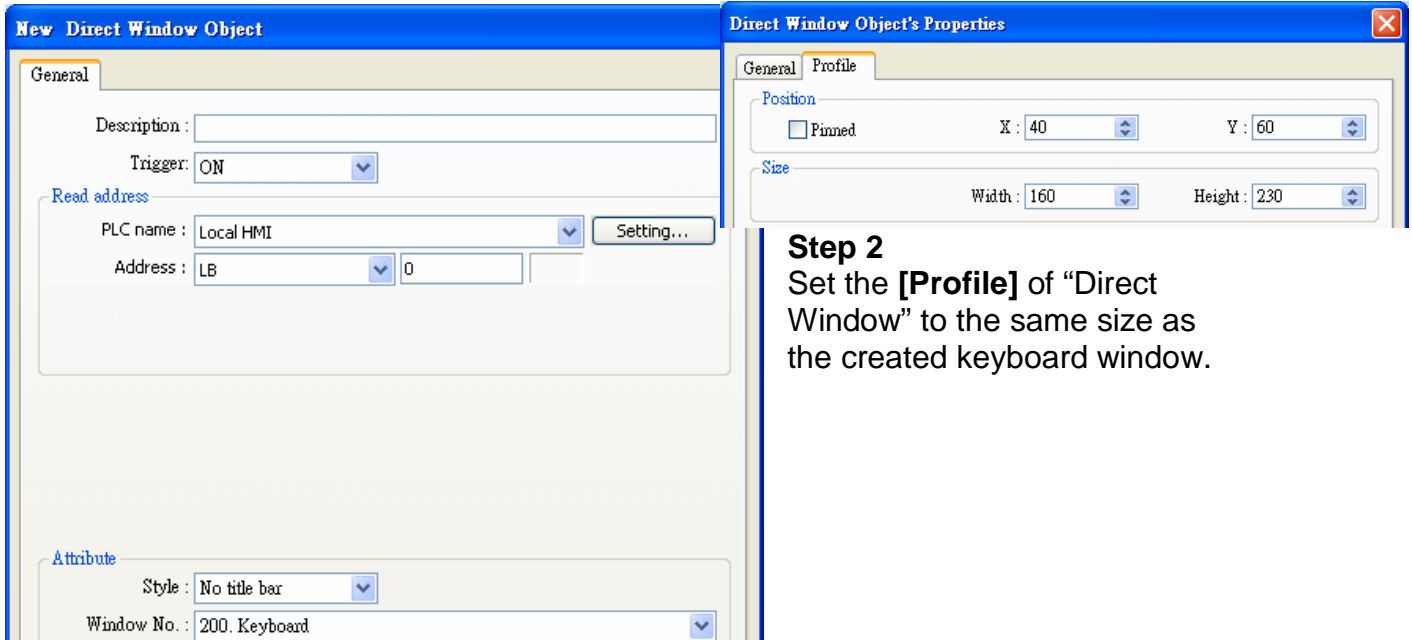 New Direct Window Object
General
Description :
Trigger: ON
Read address
PLC name : Local HMI Setting...
Address : LB 0
Attribute
Style : No title bar
Window No. : 200. Keyboard
Direct Window Object's Properties
General Profile
Position
Pinned X : 40 Y : 60
Size
Width : 160 Height : 230
Step 2
Set the [Profile] of “Direct
Window” to the same size as
the created keyboard window.